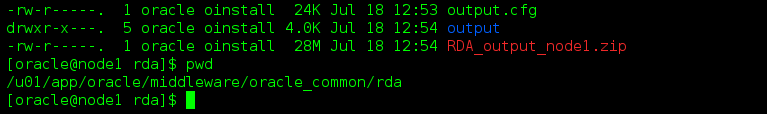 -rw-r-----.  1 oracle oinstall  24K Jul 18 12:53 output.cfg
drwxr-x---.  5 oracle oinstall 4.0K Jul 18 12:54 output
-rw-r-----.  1 oracle oinstall  28M Jul 18 12:54 RDA_output_node1.zip
[oracle@node1 rda]$ pwd
/u01/app/oracle/middleware/oracle_common/rda
[oracle@node1 rda]$